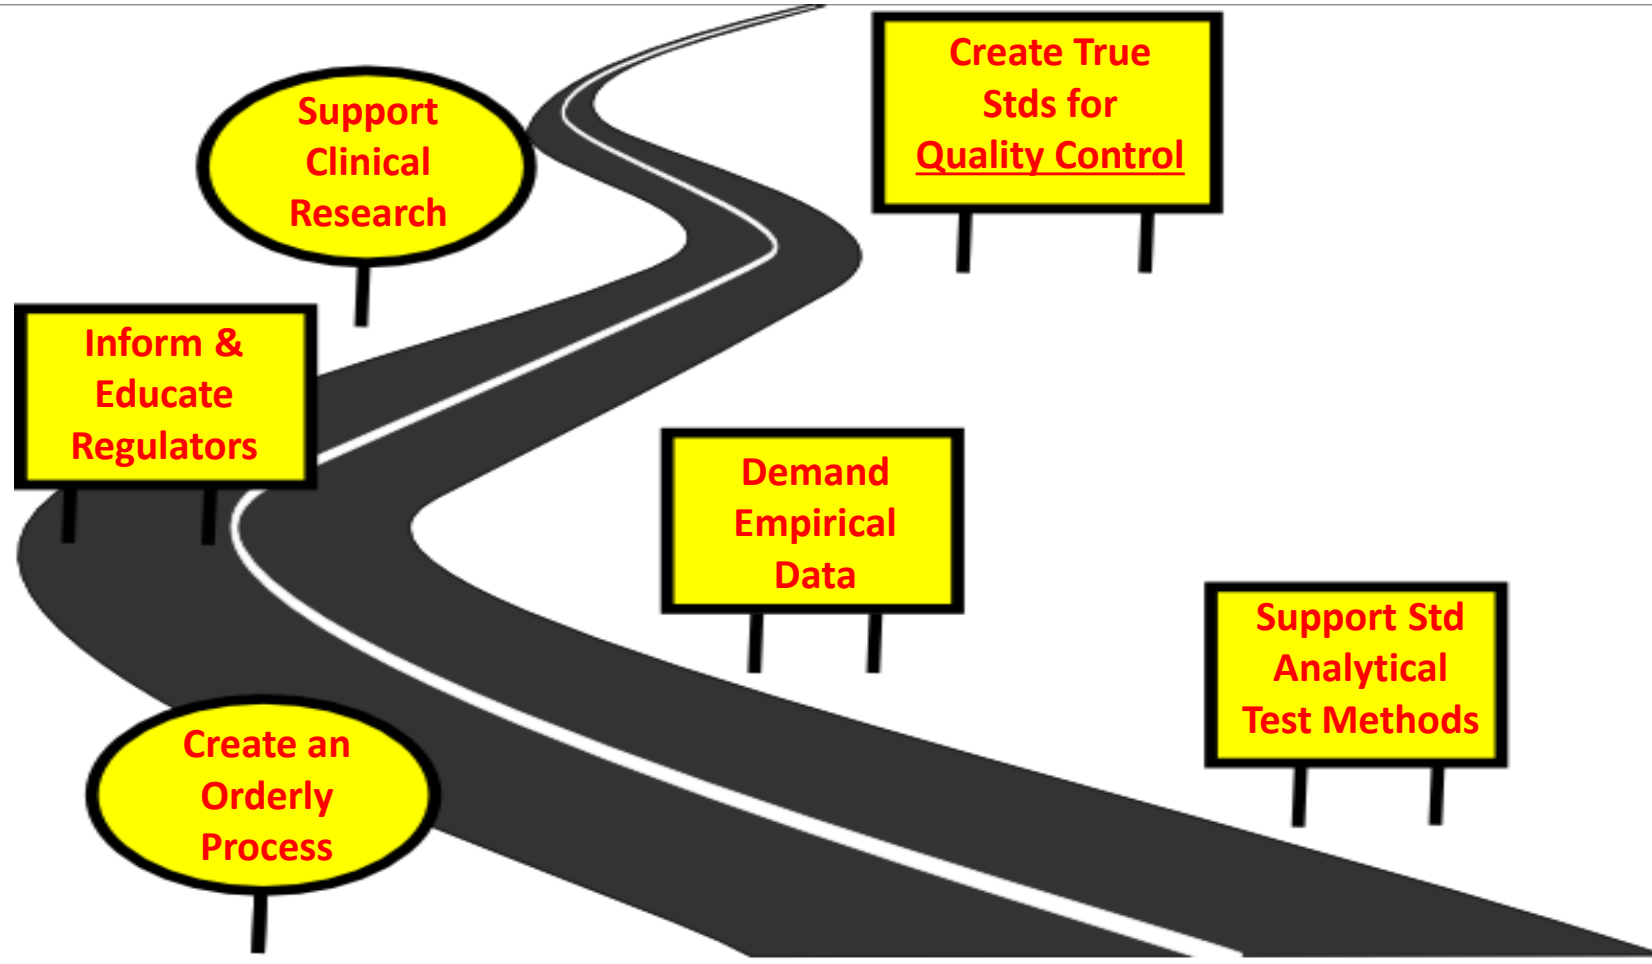 Support
Clinical
Research
Create True
Stds for
Quality Control
Inform &
Educate
Regulators
Demand
Empirical
Data
Support Std
Analytical
Test Methods
Create an
Orderly
Process